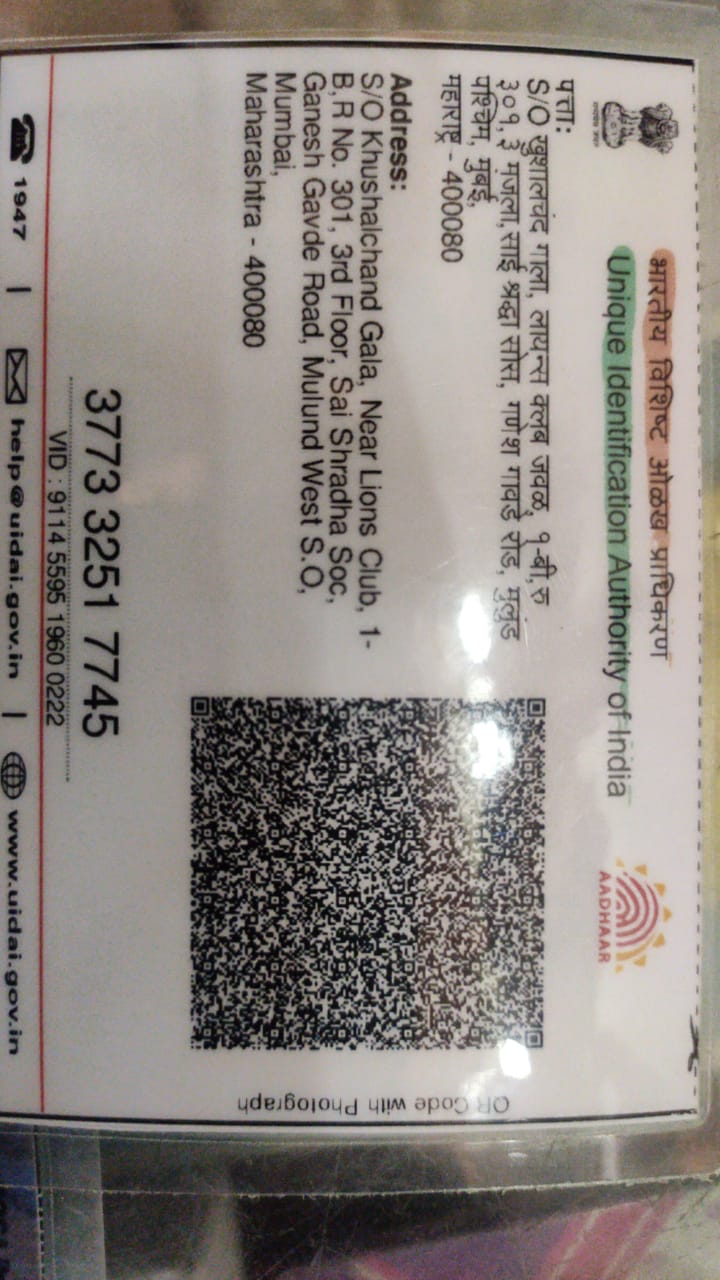 भारतीय विशिष्ट ओळख प्राधिकरण
Unique Identification Authority of India
AADHAAR
पत्ता:
S/O खुशालचंद गाला, लायन्स क्लब जवळ, १-बी,रु
३०१, ३ मंजला, साई श्रद्धा सोस, गणेश गावडे रोड, मुलुंड
पश्चिम, मुंबई,
महाराष्ट्र - 400080
Address:
S/O Khushalchand Gala, Near Lions Club, 1-
B,R No. 301, 3rd Floor, Sai Shradha Soc,
Ganesh Gavde Road, Mulund West S.O,
Mumbai,
Maharashtra - 400080
QR Code with Photograph
3773 3251 7745
VID : 9114 5595 1960 0222
1947 | help@uidai.gov.in | www.uidai.gov.in